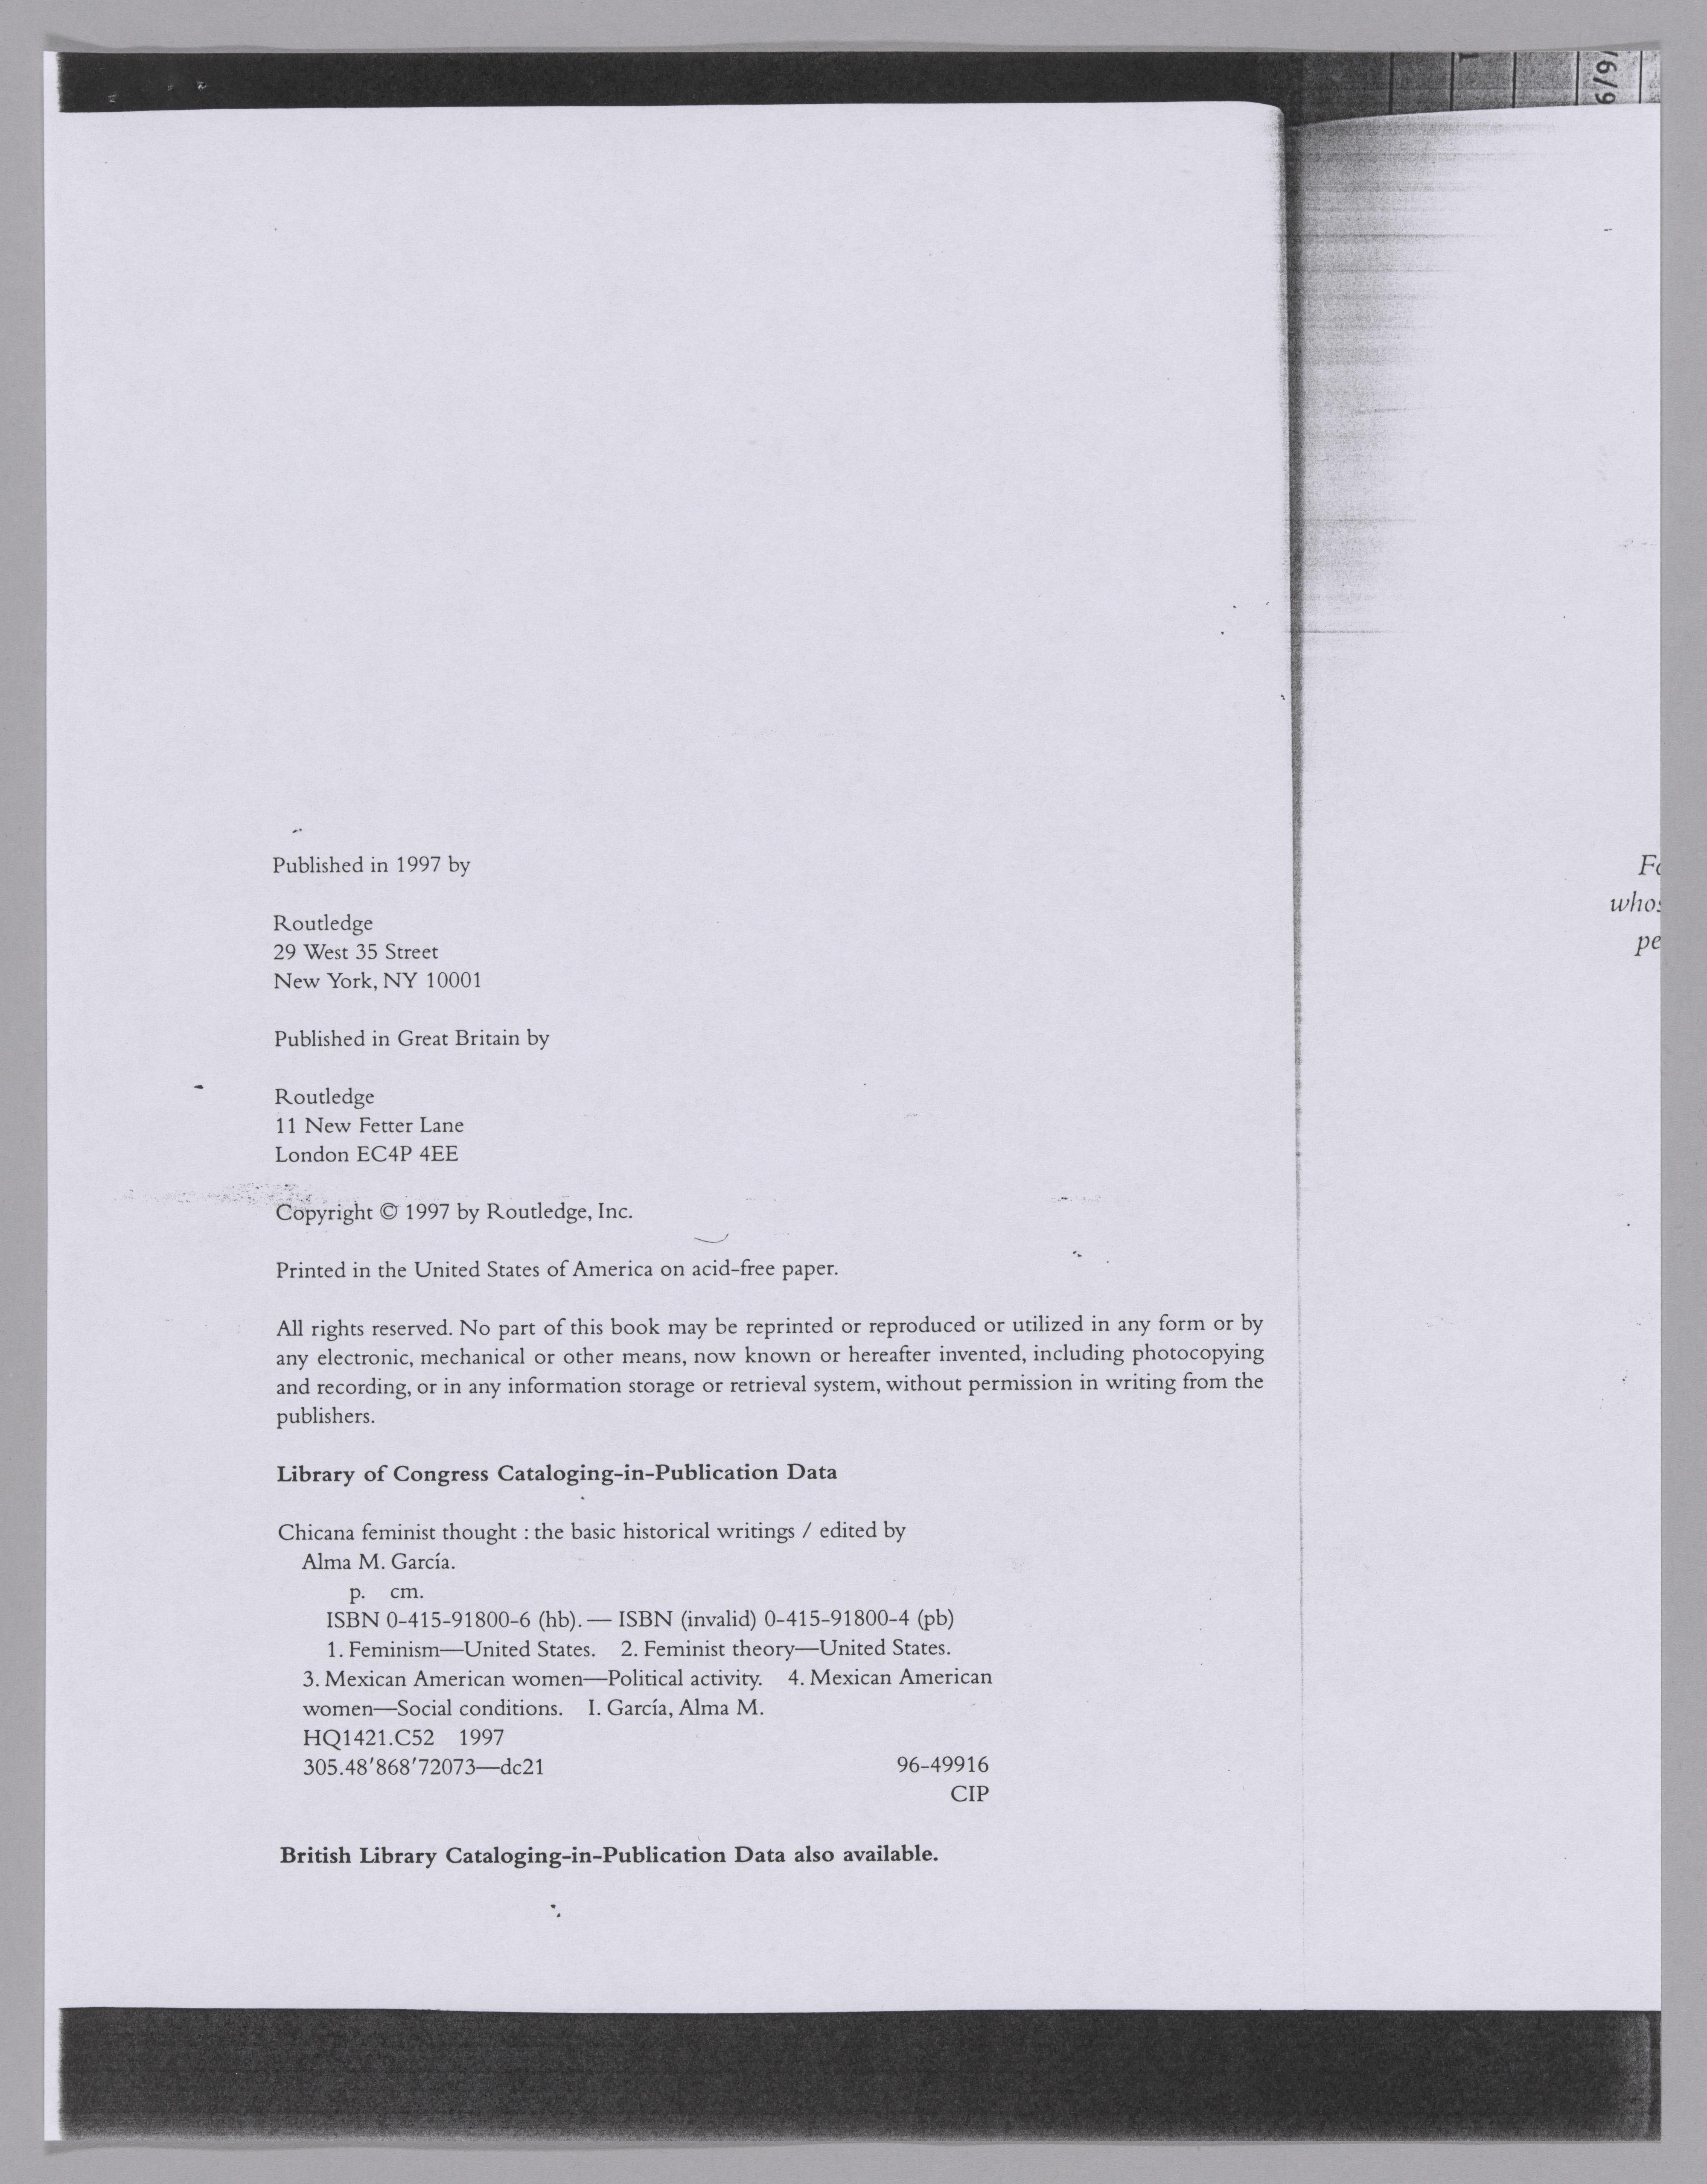 Published in 1997 by
Routledge
29 West 35 Street
New York, NY 10001
Published in Great Britain by
Routledge
11 New Fetter Lane
London EC4P 4EE
Copyright © 1997 by Routledge, Inc.
Printed in the United States of America on acid-free paper.
All rights reserved. No part of this book may be reprinted or reproduced or utilized in any form or by
any electronic, mechanical or other means, now known or hereafter invented, including photocopying
and recording, or in any information storage or retrieval system, without permission in writing from the
publishers.
Library of Congress Cataloging-in-Publication Data
Chicana feminist thought : the basic historical writings / edited by
Alma M. García.
p. cm.
ISBN 0-415-91800-6 (hb). — ISBN (invalid) 0-415-91800-4 (pb)
1. Feminism—United States. 2. Feminist theory—United States.
3. Mexican American women—Political activity. 4. Mexican American
women—Social conditions. I. García, Alma M.
HQ1421.C52 1997
305.48′868′72073—dc21 96-49916
CIP
British Library Cataloging-in-Publication Data also available.